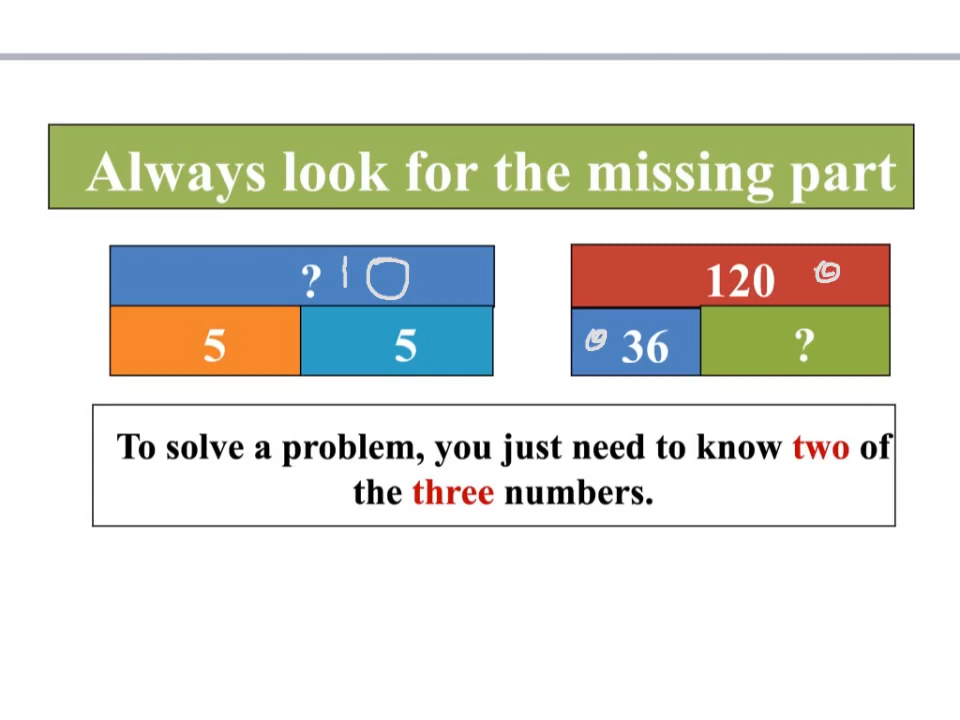 Always look for the missing part
? 10
5 5
120
36 ?
To solve a problem, you just need to know two of
the three numbers.